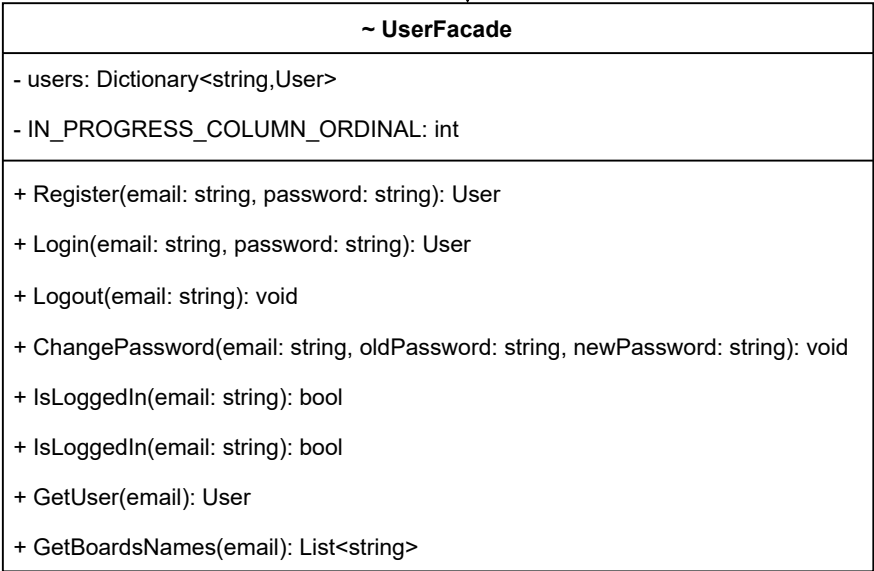 ~ UserFacade
- users: Dictionary<string,User>
- IN_PROGRESS_COLUMN_ORDINAL: int
+ Register(email: string, password: string): User
+ Login(email: string, password: string): User
+ Logout(email: string): void
+ ChangePassword(email: string, oldPassword: string, newPassword: string): void
+ IsLoggedIn(email: string): bool
+ IsLoggedIn(email: string): bool
+ GetUser(email): User
+ GetBoardsNames(email): List<string>